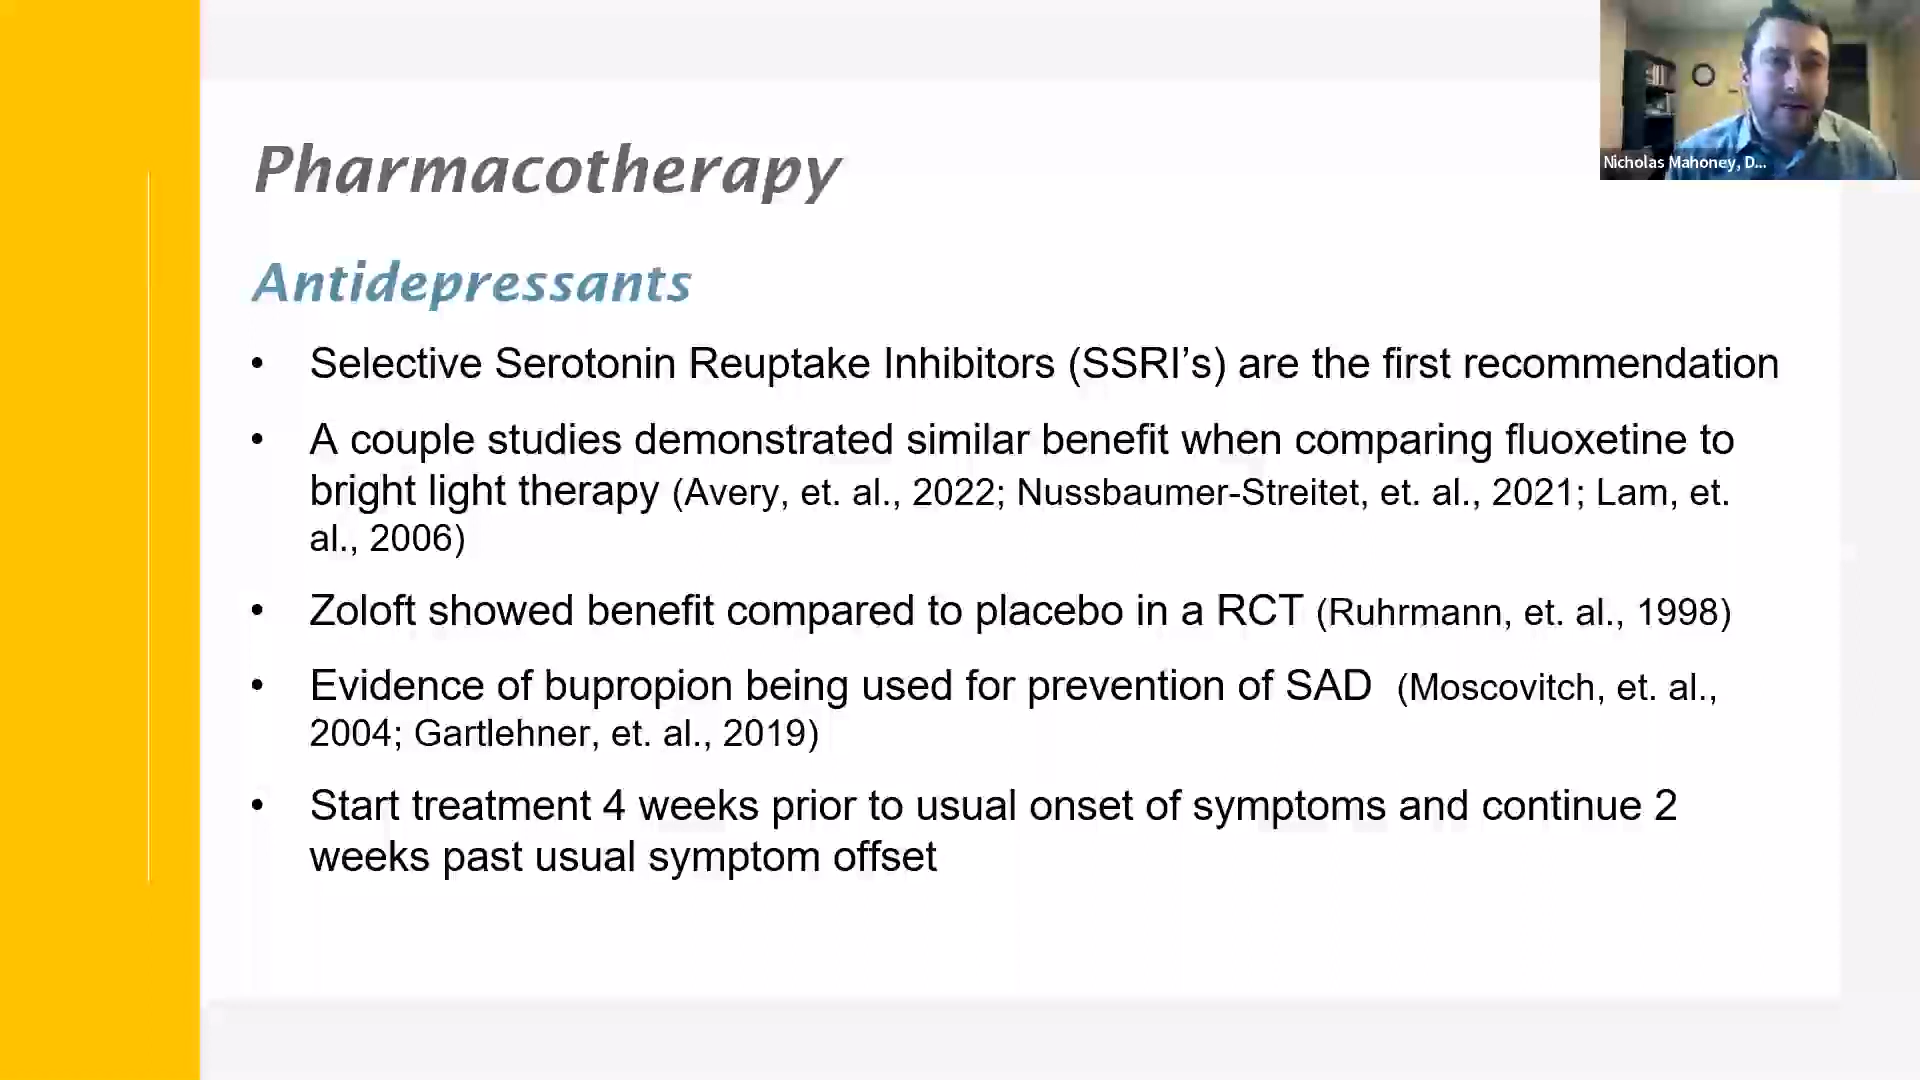 Nicholas Mahoney, D...
Pharmacotherapy
Antidepressants
• Selective Serotonin Reuptake Inhibitors (SSRI’s) are the first recommendation
• A couple studies demonstrated similar benefit when comparing fluoxetine to
bright light therapy (Avery, et. al., 2022; Nussbaumer-Streitet, et. al., 2021; Lam, et.
al., 2006)
• Zoloft showed benefit compared to placebo in a RCT (Ruhrmann, et. al., 1998)
• Evidence of bupropion being used for prevention of SAD (Moscovitch, et. al.,
2004; Gartlehner, et. al., 2019)
• Start treatment 4 weeks prior to usual onset of symptoms and continue 2
weeks past usual symptom offset